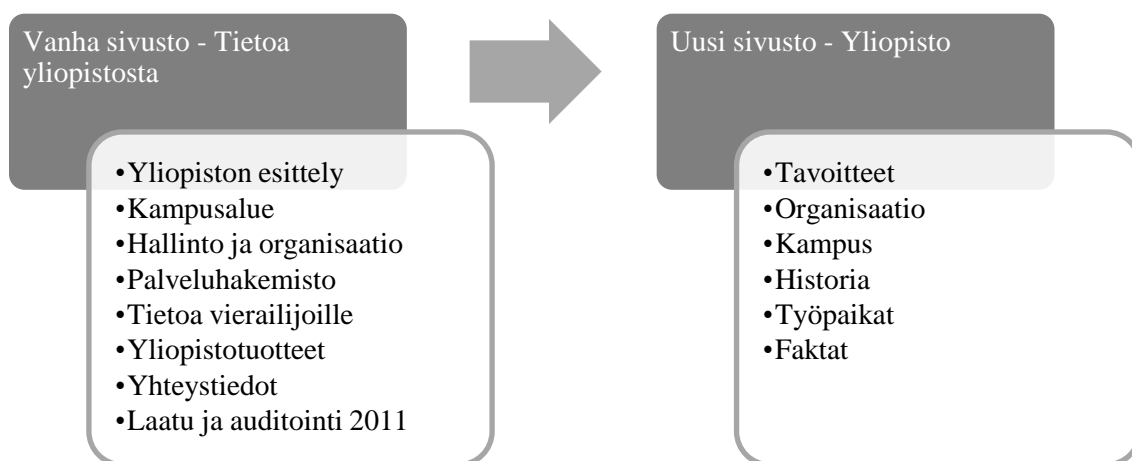 Vanha sivusto - Tietoa
yliopistosta
•Yliopiston esittely
•Kampusalue
•Hallinto ja organisaatio
•Palveluhakemisto
•Tietoa vierailijoille
•Yliopistotuotteet
•Yhteystiedot
•Laatu ja auditointi 2011
Uusi sivusto - Yliopisto
•Tavoitteet
•Organisaatio
•Kampus
•Historia
•Työpaikat
•Faktat